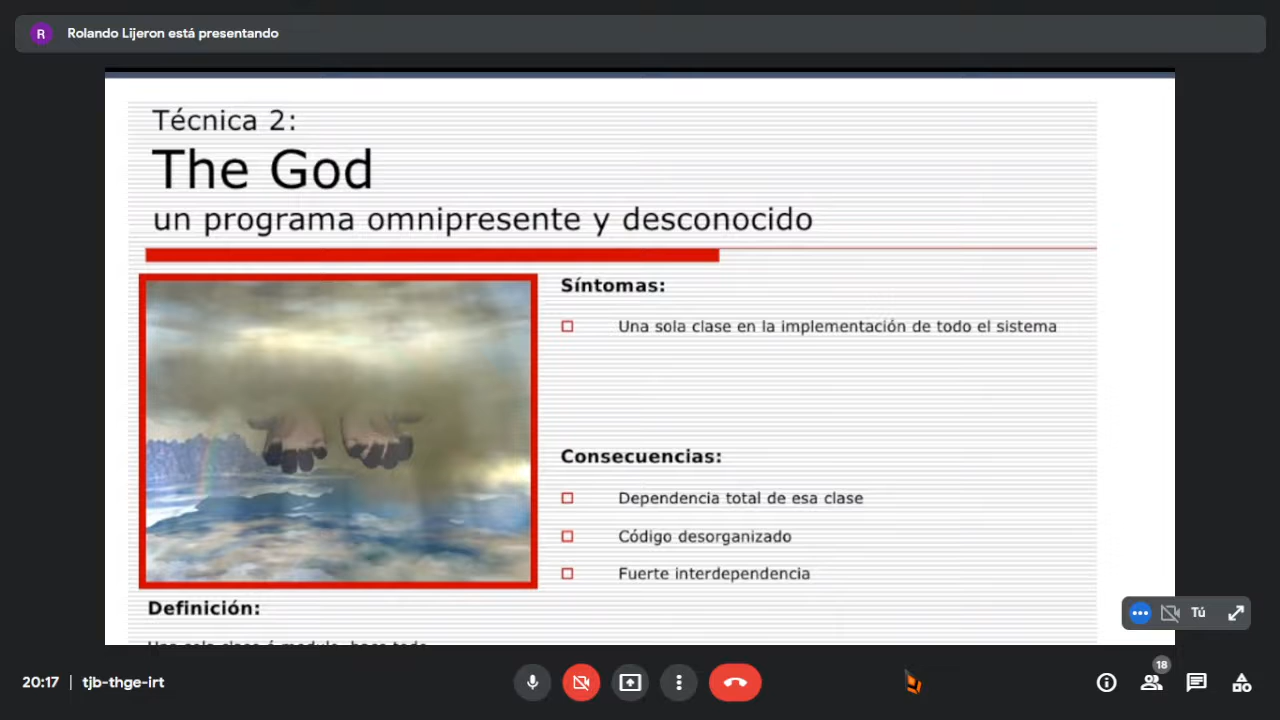 R Rolando Lijeron está presentando
Técnica 2:
The God
un programa omnipresente y desconocido
Síntomas:
Una sola clase en la implementación de todo el sistema
Consecuencias:
Dependencia total de esa clase
Código desorganizado
Fuerte interdependencia
Definición:
Tú
20:17 | tjb-thge-irt
18